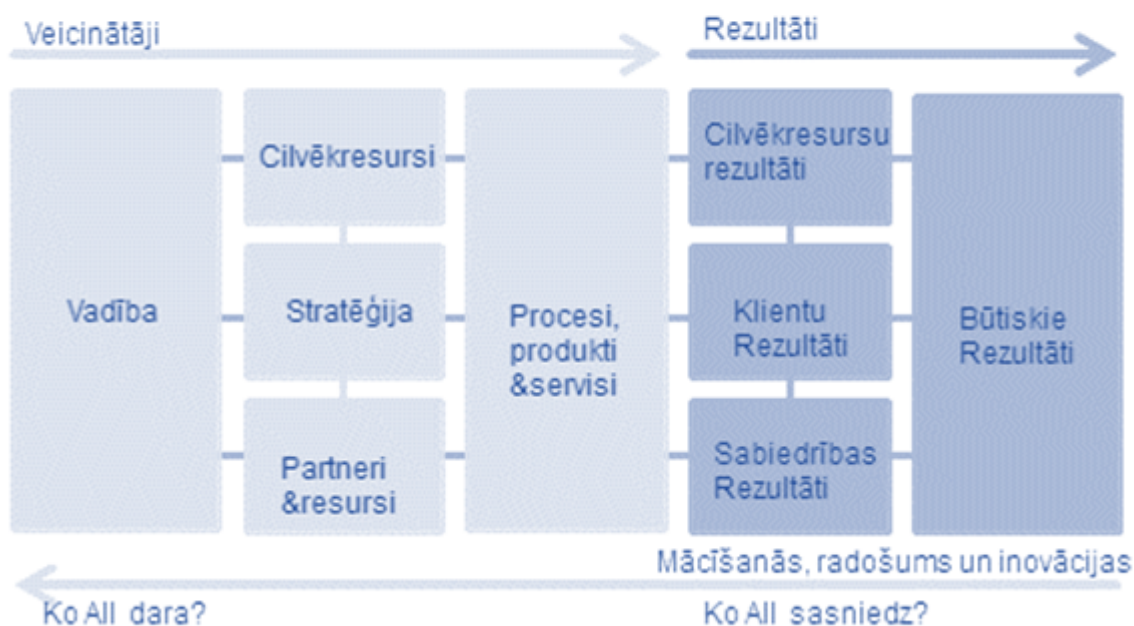 Veicinātāji
Rezultāti
Vadība
Cilvēkresursi
Stratēģija
Partneri
&resursi
Procesi,
produkti
&servisi
Cilvēkresursu
rezultāti
Klientu
Rezultāti
Sabiedrības
Rezultāti
Būtiskie
Rezultāti
Mācīšanās, radošums un inovācijas
Ko AII dara?
Ko AII sasniedz?